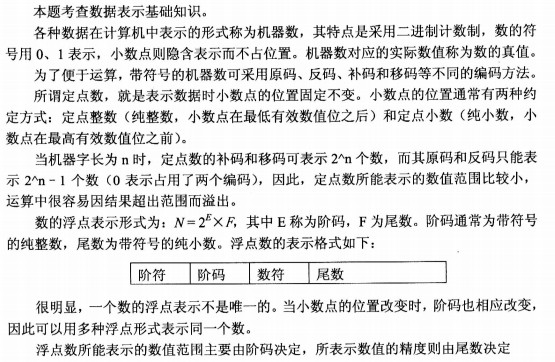 本题考查数据表示基础知识。
各种数据在计算机中表示的形式称为机器数，其特点是采用二进制计数制，数的符
号用 0、1 表示，小数点则隐含表示而不占位置。机器数对应的实际数值称为数的真值。
为了便于运算，带符号的机器数可采用原码、反码、补码和移码等不同的编码方法。
所谓定点数，就是表示数据时小数点的位置固定不变。小数点的位置通常有两种约
定方式：定点整数（纯整数，小数点在最低有效数值位之后）和定点小数（纯小数，小
数点在最高有效数值位之前）。
当机器字长为 n 时，定点数的补码和移码可表示 2^n 个数，而其原码和反码只能表
示 2^n - 1 个数（0 表示占用了两个编码），因此，定点数所能表示的数值范围比较小，
运算中很容易因结果超出范围而溢出。
数的浮点表示形式为：N=2^E×F，其中 E 称为阶码，F 为尾数。阶码通常为带符号
的纯整数，尾数为带符号的纯小数。浮点数的表示格式如下：
阶符 阶码 数符 尾数
很明显，一个数的浮点表示不是唯一的。当小数点的位置改变时，阶码也相应改变，
因此可以用多种浮点形式表示同一个数。
浮点数所能表示的数值范围主要由阶码决定，所表示数值的精度则由尾数决定